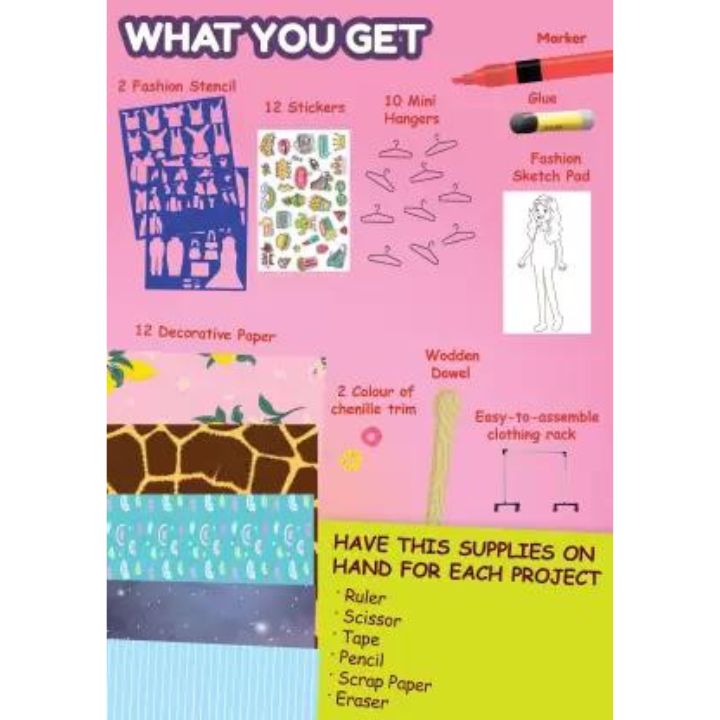 WHAT YOU GET
Marker
2 Fashion Stencil
12 Stickers
10 Mini
Hangers
Glue
Fashion
Sketch Pad
12 Decorative Paper
Wodden
Dowel
2 Colour of
chenille trim
Easy-to-assemble
clothing rack
HAVE THIS SUPPLIES ON
HAND FOR EACH PROJECT
· Ruler
· Scissor
· Tape
· Pencil
· Scrap Paper
· Eraser